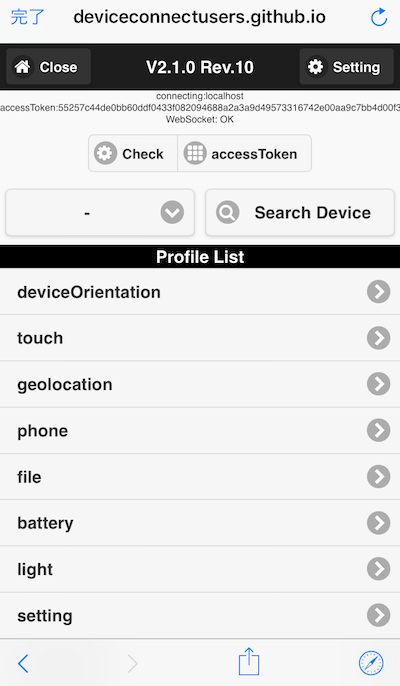 完了 deviceconnectusers.github.io
Close V2.1.0 Rev.10 Setting
connecting:localhost
accessToken:55257c44de0bb60ddf0433f082094688a2a3a9d49573316742e00aa9c7bb4d00f3
WebSocket: OK
Check accessToken
- Search Device
Profile List
deviceOrientation
touch
geolocation
phone
file
battery
light
setting